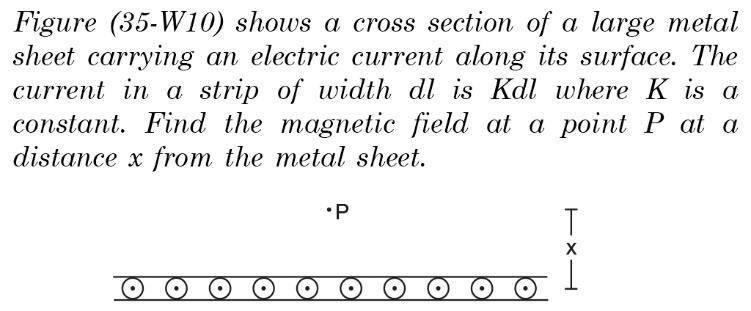 Figure (35-W10) shows a cross section of a large metal
sheet carrying an electric current along its surface. The
current in a strip of width dl is Kdl where K is a
constant. Find the magnetic field at a point P at a
distance x from the metal sheet.
P
x